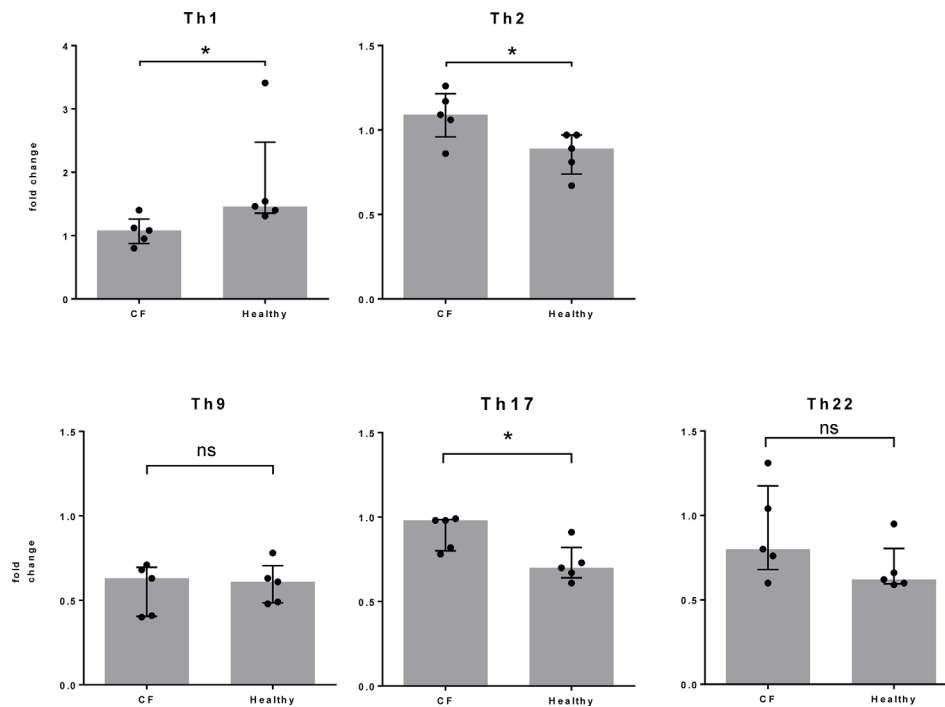 Th1
*
4
3
2
1
0
fold change
CF
Healthy
Th2
*
1.5
1.0
0.5
0.0
CF
Healthy
Th9
ns
1.5
1.0
0.5
0.0
fold
change
CF
Healthy
Th17
*
1.5
1.0
0.5
0.0
CF
Healthy
Th22
ns
1.5
1.0
0.5
0.0
CF
Healthy